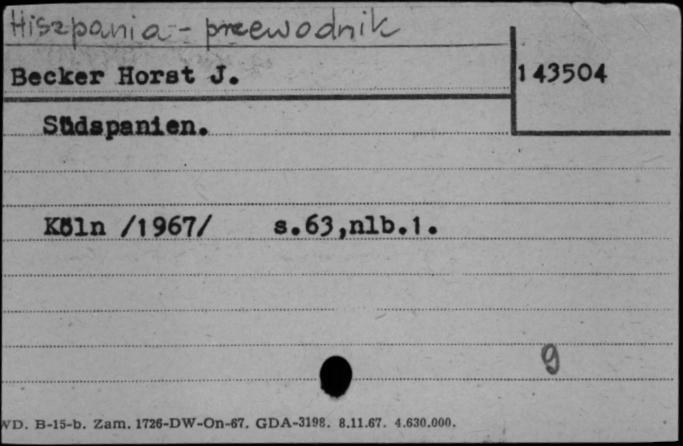 Hiszpania - przewodnik
Becker Horst J.
143504
Südspanien.
Köln /1967/ s.63,nlb.1.
9
WD. B-15-b. Zam. 1726-DW-On-67. GDA-3198. 8.11.67. 4.630.000.